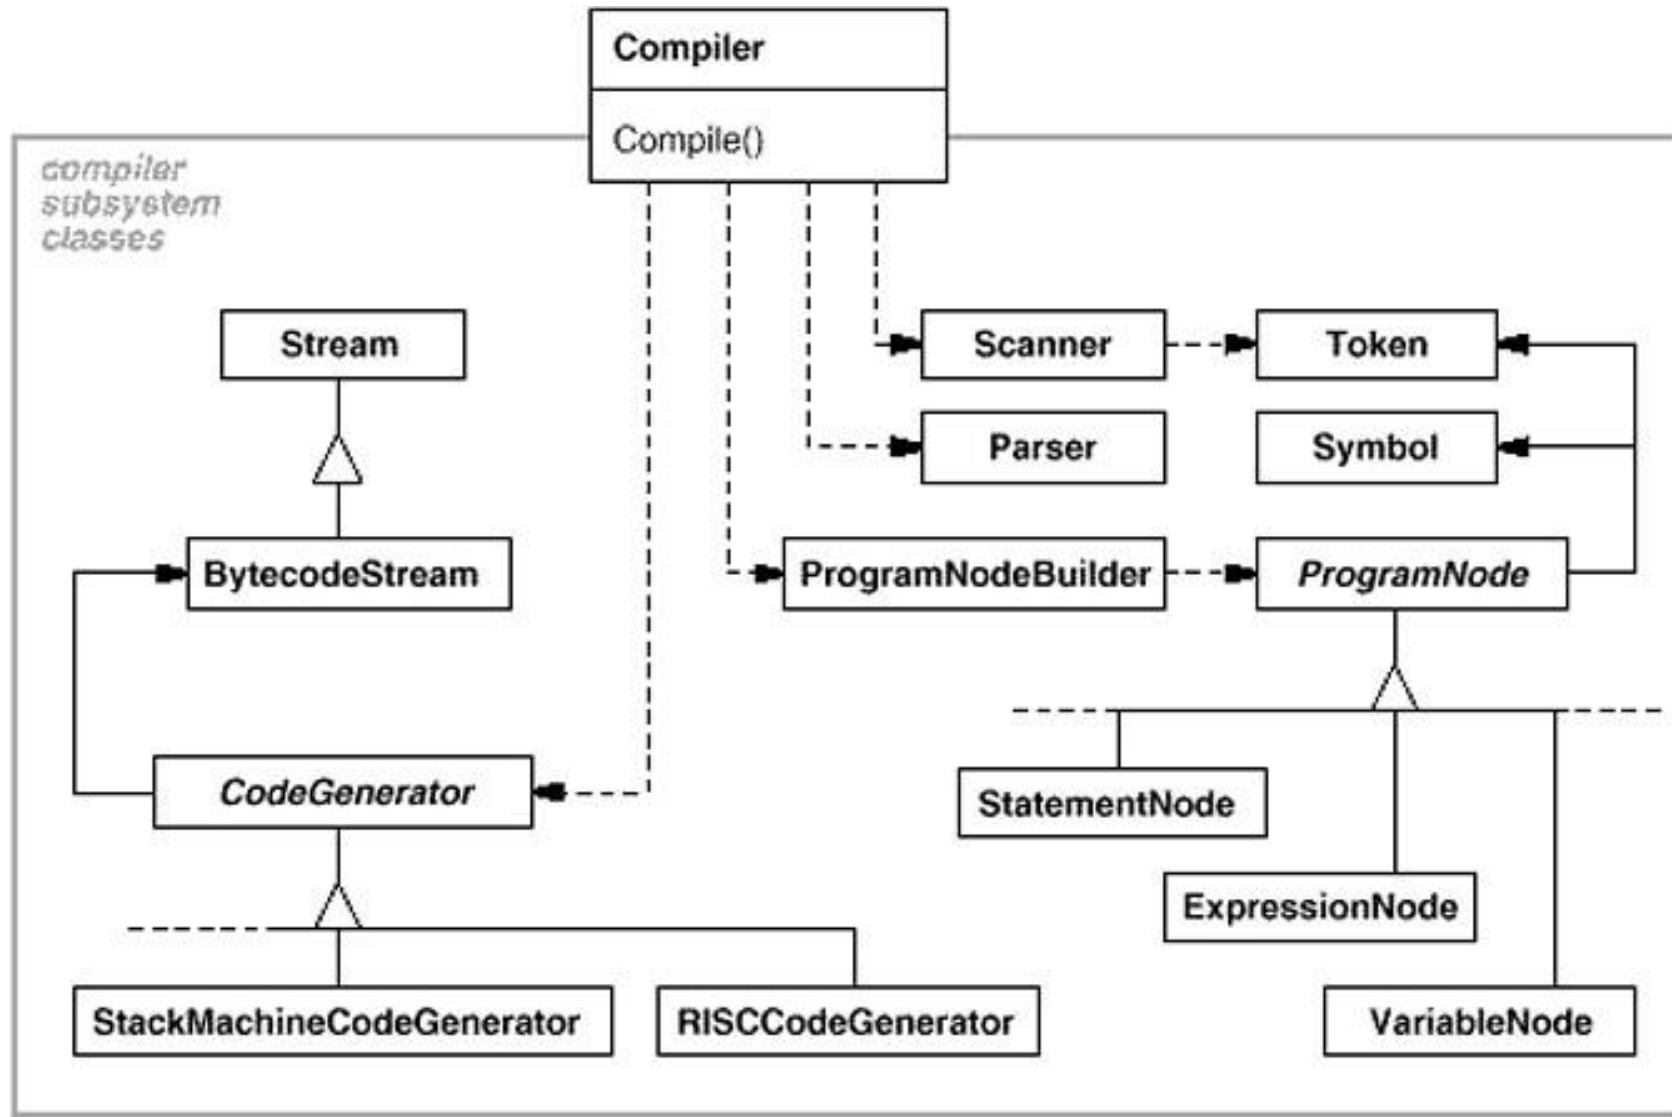 Compiler
Compile()
compiler
subsystem
classes
Stream
Scanner
Token
Parser
Symbol
BytecodeStream
ProgramNodeBuilder
ProgramNode
CodeGenerator
StatementNode
ExpressionNode
StackMachineCodeGenerator
RISCCodeGenerator
VariableNode